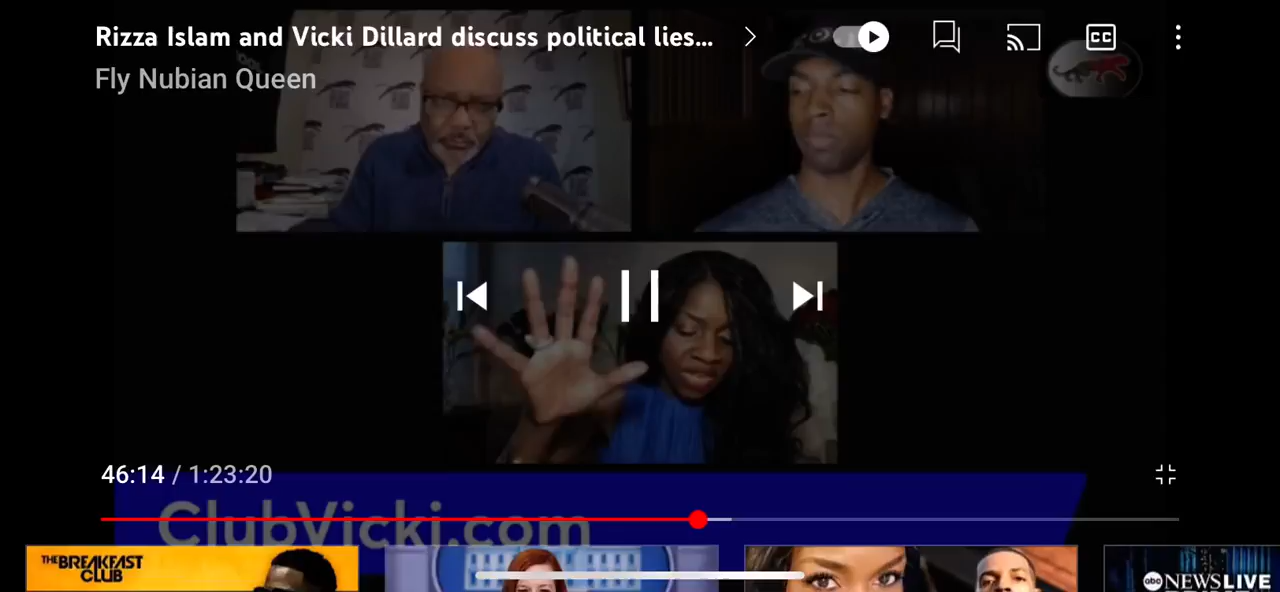 Rizza Islam and Vicki Dillard discuss political lies...
Fly Nubian Queen
CC
46:14 / 1:23:20
ClubVicki.com
THE BREAKFAST
CLUB
abc NEWS LIVE